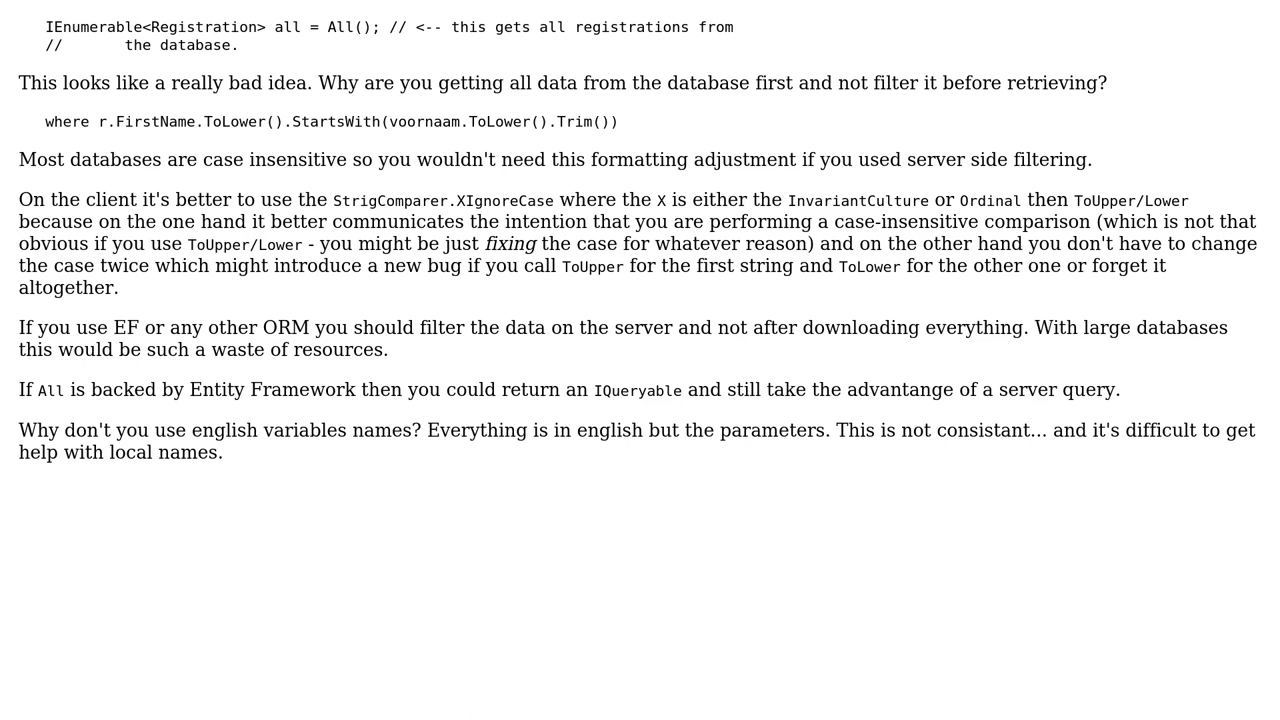 IEnumerable<Registration> all = All(); // <-- this gets all registrations from
//       the database.
This looks like a really bad idea. Why are you getting all data from the database first and not filter it before retrieving?
where r.FirstName.ToLower().StartsWith(voornaam.ToLower().Trim())
Most databases are case insensitive so you wouldn't need this formatting adjustment if you used server side filtering.
On the client it's better to use the StrigComparer.XIgnoreCase where the X is either the InvariantCulture or Ordinal then ToUpper/Lower
because on the one hand it better communicates the intention that you are performing a case-insensitive comparison (which is not that
obvious if you use ToUpper/Lower - you might be just fixing the case for whatever reason) and on the other hand you don't have to change
the case twice which might introduce a new bug if you call ToUpper for the first string and ToLower for the other one or forget it
altogether.
If you use EF or any other ORM you should filter the data on the server and not after downloading everything. With large databases
this would be such a waste of resources.
If All is backed by Entity Framework then you could return an IQueryable and still take the advantange of a server query.
Why don't you use english variables names? Everything is in english but the parameters. This is not consistant... and it's difficult to get
help with local names.